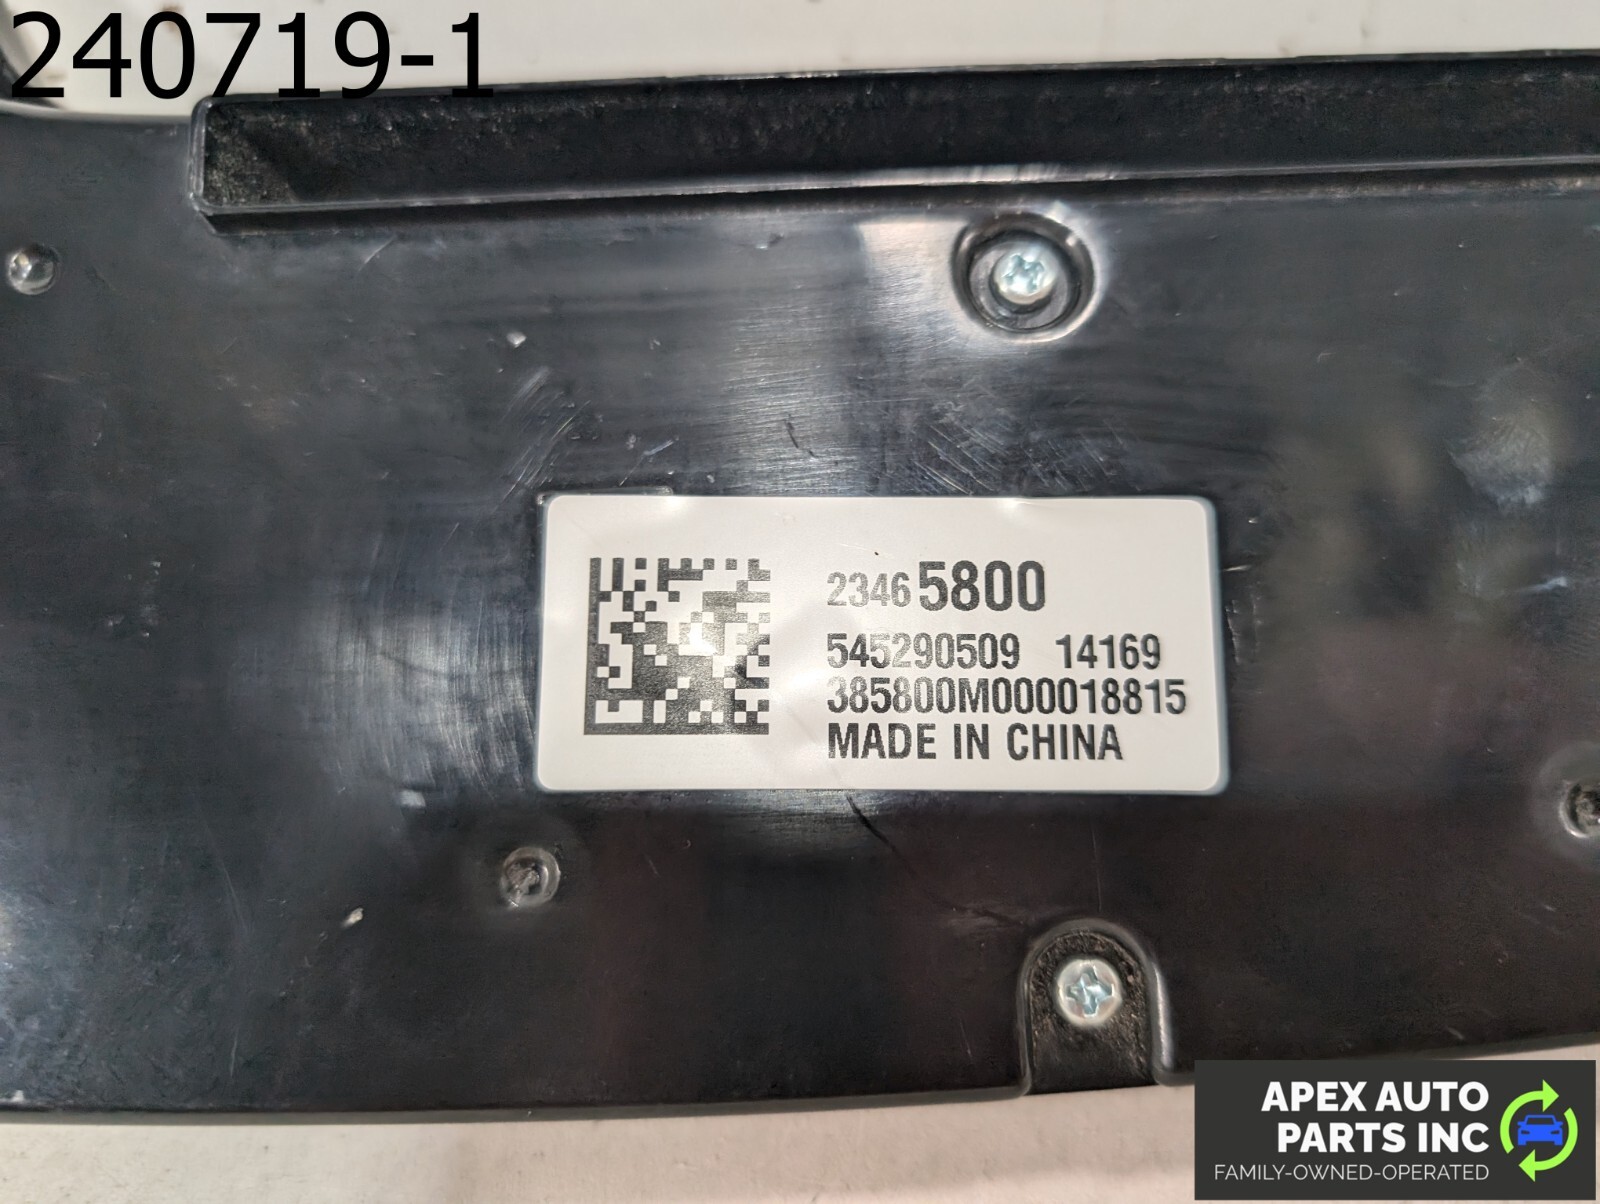 240719-1
23465800
545290509 14169
385800M000018815
MADE IN CHINA
APEX AUTO
PARTS INC
FAMILY-OWNED-OPERATED